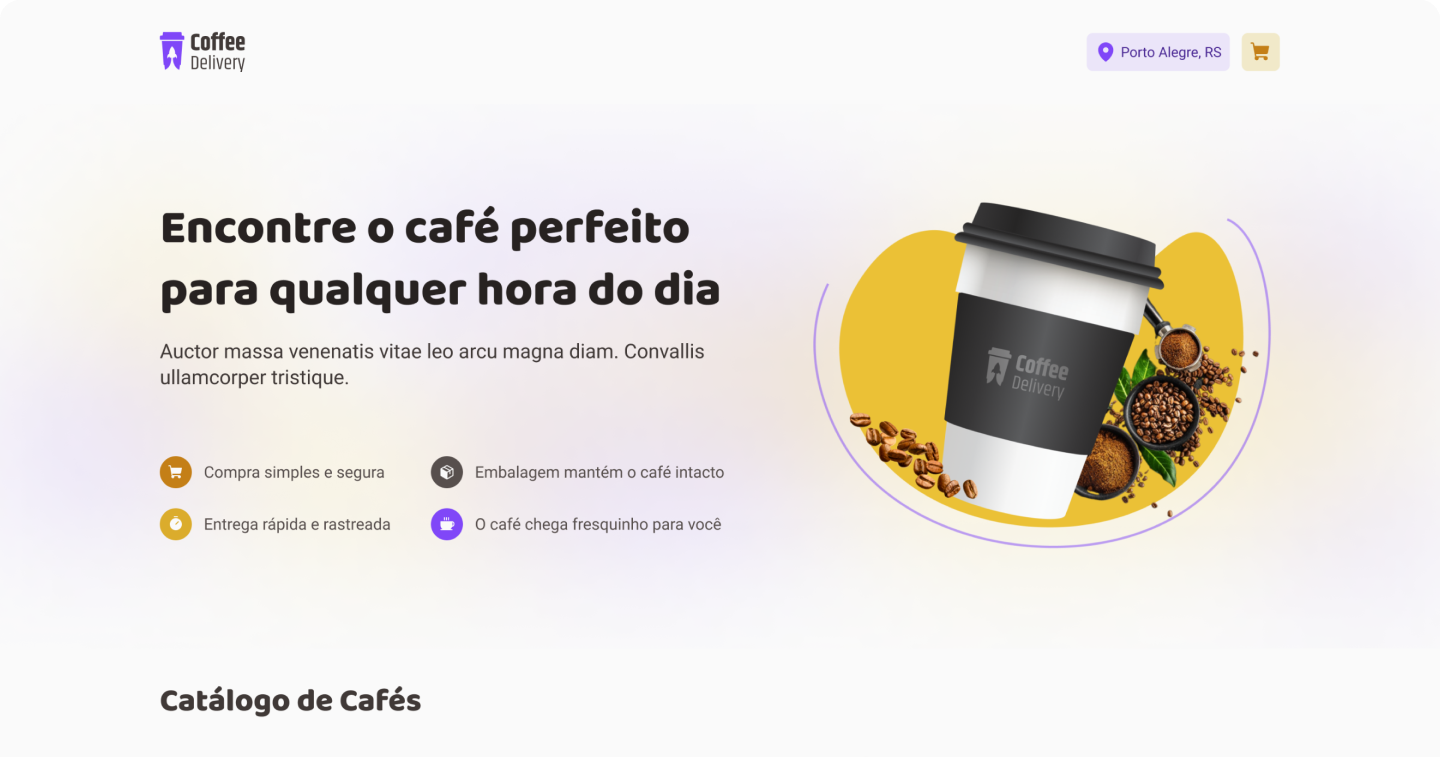 Coffee
Delivery
Porto Alegre, RS
Encontre o café perfeito
para qualquer hora do dia
Auctor massa venenatis vitae leo arcu magna diam. Convallis
ullamcorper tristique.
Coffee
Delivery
Compra simples e segura
Embalagem mantém o café intacto
Entrega rápida e rastreada
O café chega fresquinho para você
Catálogo de Cafés